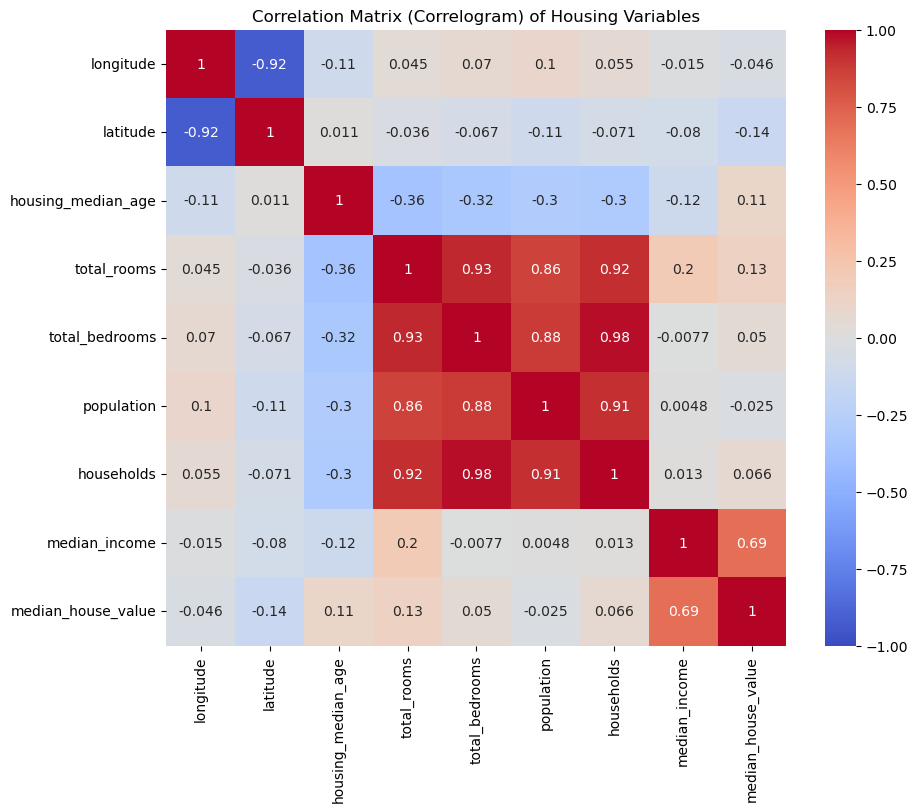 Correlation Matrix (Correlogram) of Housing Variables
longitude 1 -0.92 -0.11 0.045 0.07 0.1 0.055 -0.015 -0.046
latitude -0.92 1 0.011 -0.036 -0.067 -0.11 -0.071 -0.08 -0.14
housing_median_age -0.11 0.011 1 -0.36 -0.32 -0.3 -0.3 -0.12 0.11
total_rooms 0.045 -0.036 -0.36 1 0.93 0.86 0.92 0.2 0.13
total_bedrooms 0.07 -0.067 -0.32 0.93 1 0.88 0.98 -0.0077 0.05
population 0.1 -0.11 -0.3 0.86 0.88 1 0.91 0.0048 -0.025
households 0.055 -0.071 -0.3 0.92 0.98 0.91 1 0.013 0.066
median_income -0.015 -0.08 -0.12 0.2 -0.0077 0.0048 0.013 1 0.69
median_house_value -0.046 -0.14 0.11 0.13 0.05 -0.025 0.066 0.69 1
longitude
latitude
housing_median_age
total_rooms
total_bedrooms
population
households
median_income
median_house_value
1.00
0.75
0.50
0.25
0.00
−0.25
−0.50
−0.75
−1.00